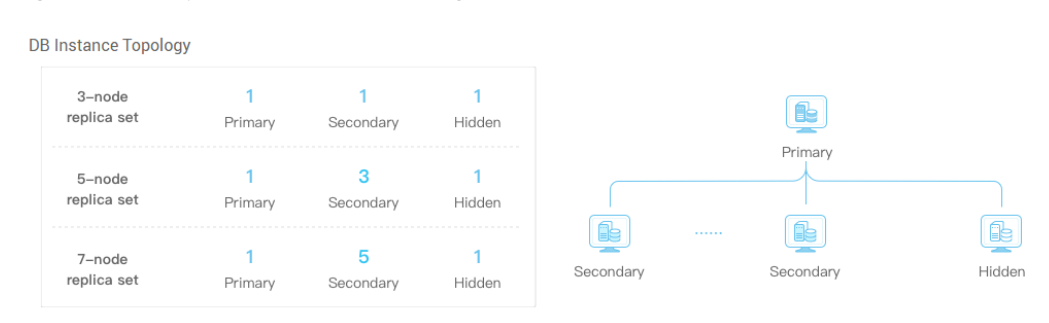 DB Instance Topology
3–node
replica set
1
1
1
Primary
Secondary
Hidden
5–node
replica set
1
3
1
Primary
Secondary
Hidden
7–node
replica set
1
5
1
Primary
Secondary
Hidden
Primary
......
Secondary
Secondary
Hidden